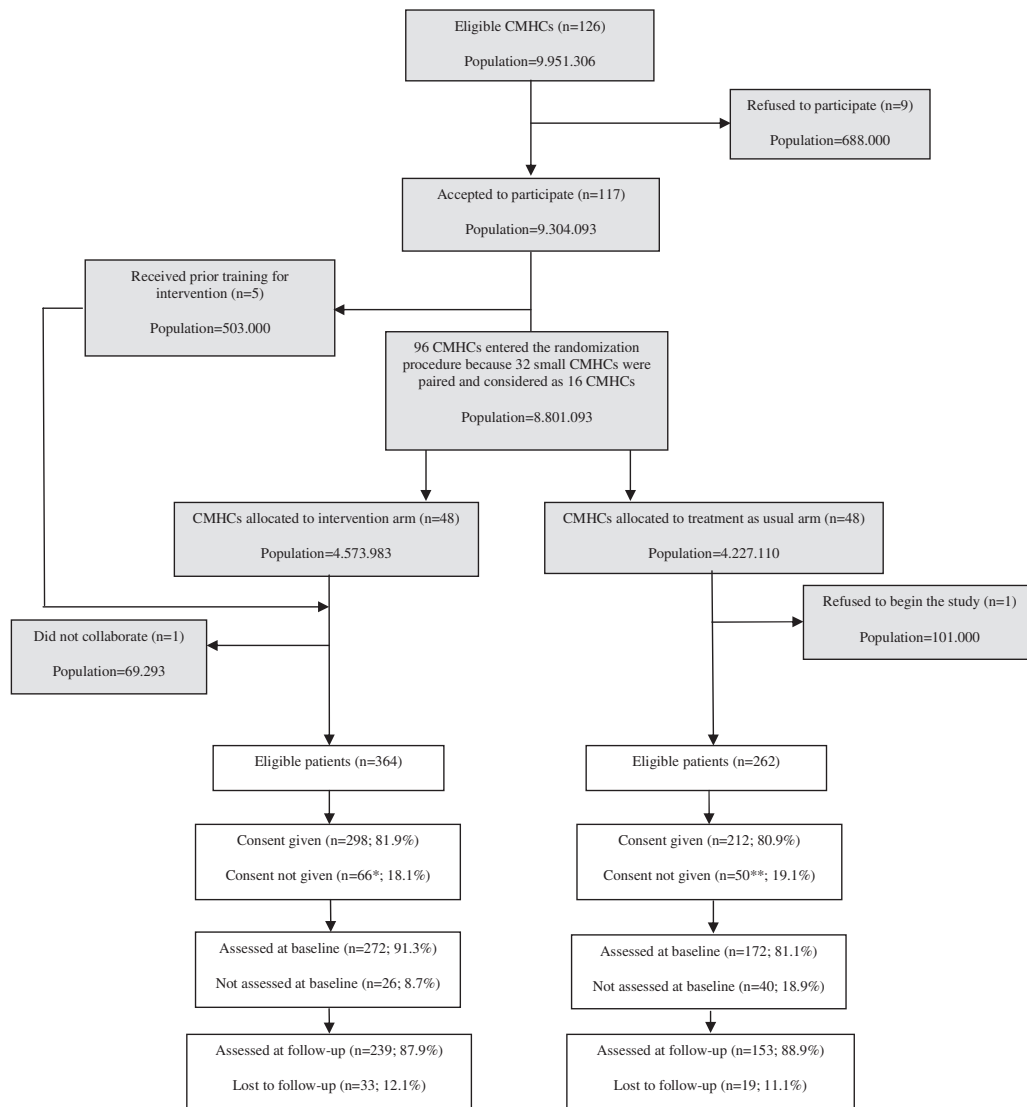 Eligible CMHCs (n=126)
Population=9.951.306
Refused to participate (n=9)
Population=688.000
Accepted to participate (n=117)
Population=9.304.093
Received prior training for
intervention (n=5)
Population=503.000
96 CMHCs entered the randomization
procedure because 32 small CMHCs were
paired and considered as 16 CMHCs
Population=8.801.093
CMHCs allocated to intervention arm (n=48)
Population=4.573.983
CMHCs allocated to treatment as usual arm (n=48)
Population=4.227.110
Refused to begin the study (n=1)
Population=101.000
Did not collaborate (n=1)
Population=69.293
Eligible patients (n=364)
Eligible patients (n=262)
Consent given (n=298; 81.9%)
Consent not given (n=66*; 18.1%)
Consent given (n=212; 80.9%)
Consent not given (n=50**; 19.1%)
Assessed at baseline (n=272; 91.3%)
Not assessed at baseline (n=26; 8.7%)
Assessed at baseline (n=172; 81.1%)
Not assessed at baseline (n=40; 18.9%)
Assessed at follow-up (n=239; 87.9%)
Lost to follow-up (n=33; 12.1%)
Assessed at follow-up (n=153; 88.9%)
Lost to follow-up (n=19; 11.1%)